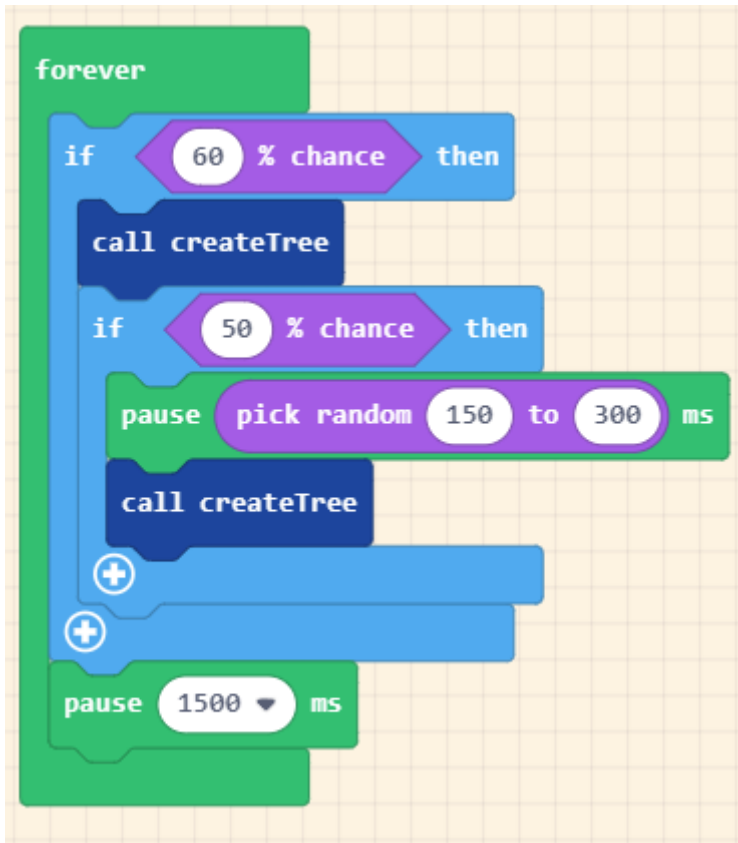 forever
if 60 % chance then
call createTree
if 50 % chance then
pause pick random 150 to 300 ms
call createTree
pause 1500 ms